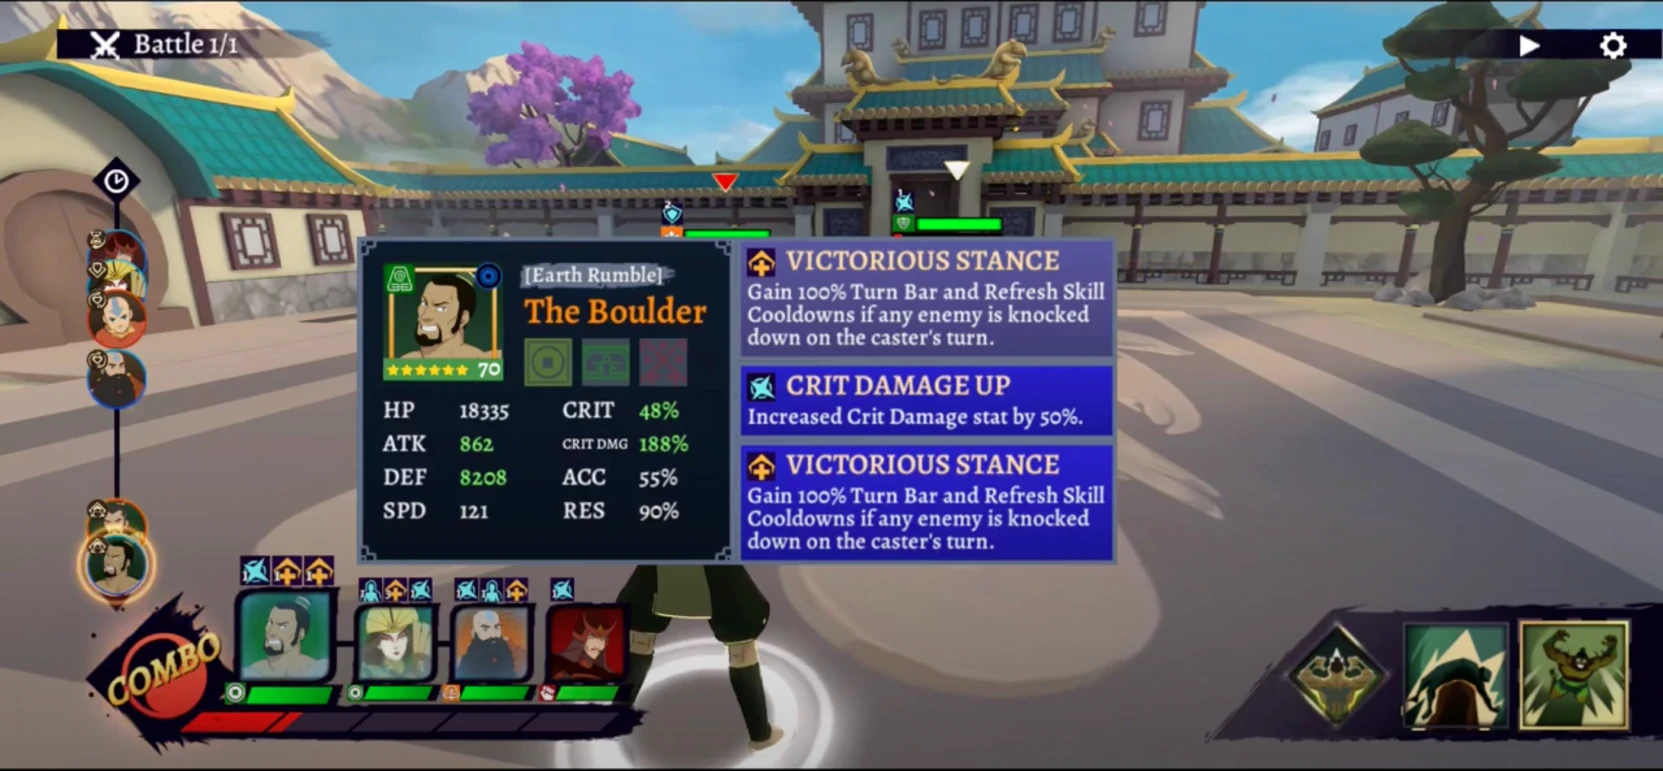 Battle 1/1
[Earth Rumble]
The Boulder
70
HP 18335 CRIT 48%
ATK 862 CRIT DMG 188%
DEF 8208 ACC 55%
SPD 121 RES 90%
VICTORIOUS STANCE
Gain 100% Turn Bar and Refresh Skill
Cooldowns if any enemy is knocked
down on the caster's turn.
CRIT DAMAGE UP
Increased Crit Damage stat by 50%.
VICTORIOUS STANCE
Gain 100% Turn Bar and Refresh Skill
Cooldowns if any enemy is knocked
down on the caster's turn.
COMBO